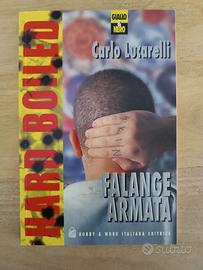 HARD BOILED
GIALLO
&
NERO
Carlo Lucarelli
FALANGE
ARMATA
HOBBY & WORK ITALIANA EDITRICE
subito